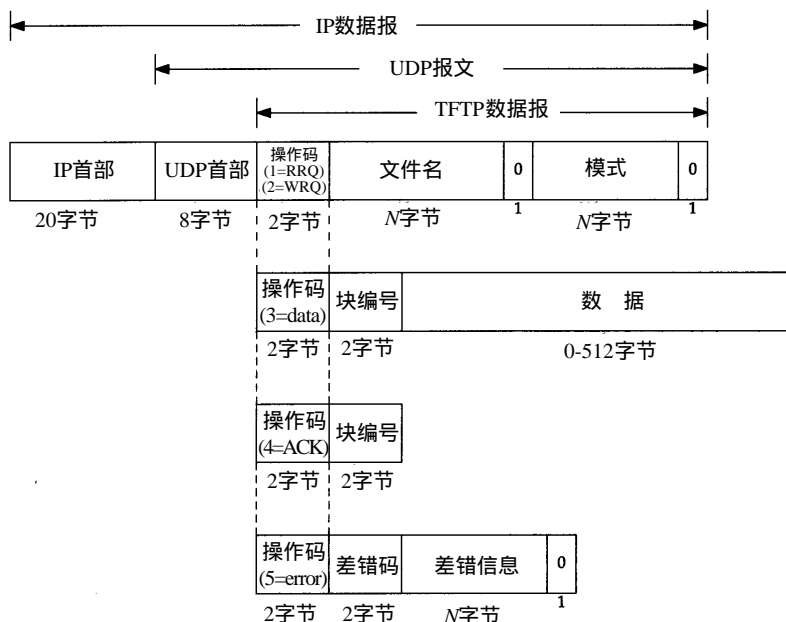 IP数据报
UDP报文
TFTP数据报
IP首部 UDP首部 操作码 (1=RRQ) (2=WRQ) 文件名 0 模式 0
20字节 8字节 2字节 N字节 1 N字节 1
操作码 (3=data) 块编号 数 据
2字节 2字节 0-512字节
操作码 (4=ACK) 块编号
2字节 2字节
操作码 (5=error) 差错码 差错信息 0
2字节 2字节 N字节 1